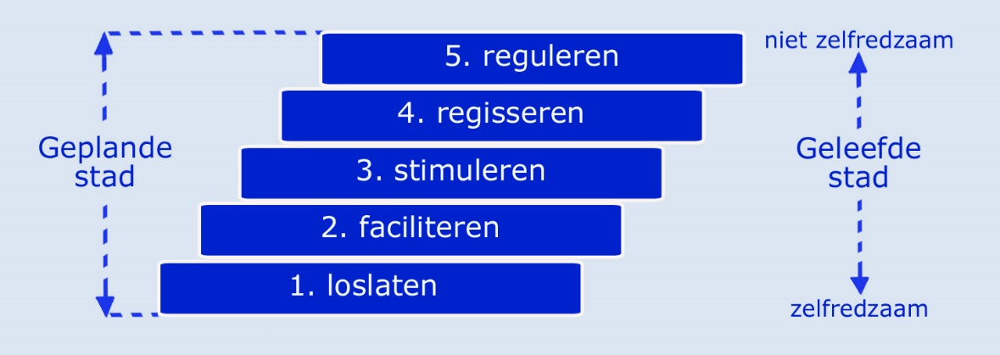 5. reguleren
niet zelfredzaam
4. regisseren
Geplande
stad
3. stimuleren
Geleefde
stad
2. faciliteren
1. loslaten
zelfredzaam